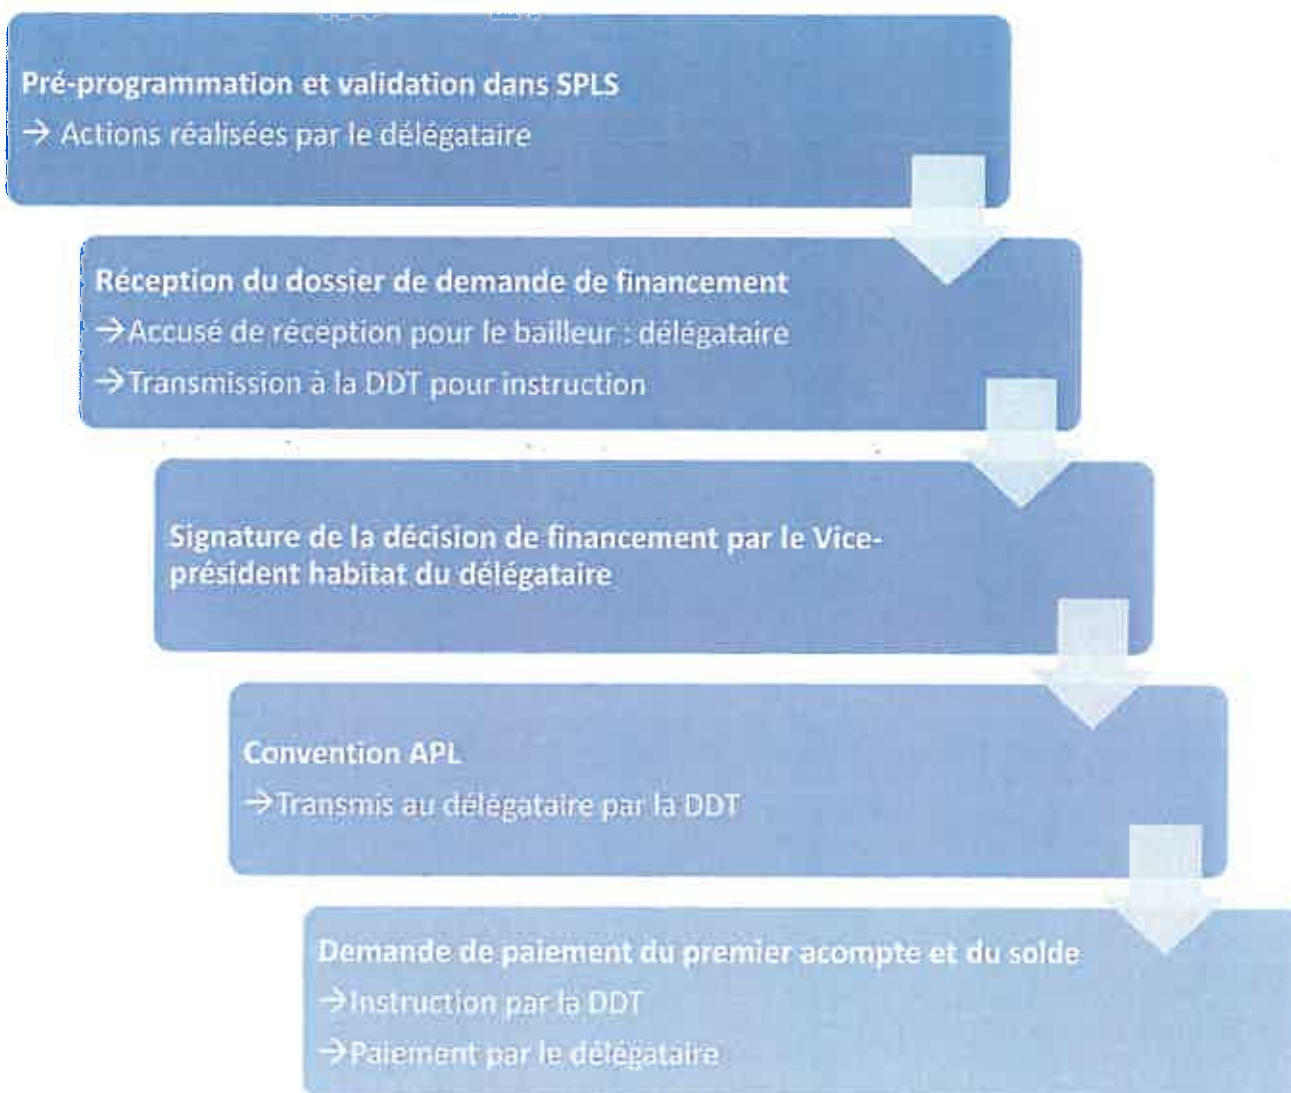 Pré-programmation et validation dans SPLS
→ Actions réalisées par le délégataire
Réception du dossier de demande de financement
→Accusé de réception pour le bailleur : délégataire
→Transmission à la DDT pour instruction
Signature de la décision de financement par le Vice-
président habitat du délégataire
Convention APL
→Transmis au délégataire par la DDT
Demande de paiement du premier acompte et du solde
→Instruction par la DDT
→Paiement par le délégataire